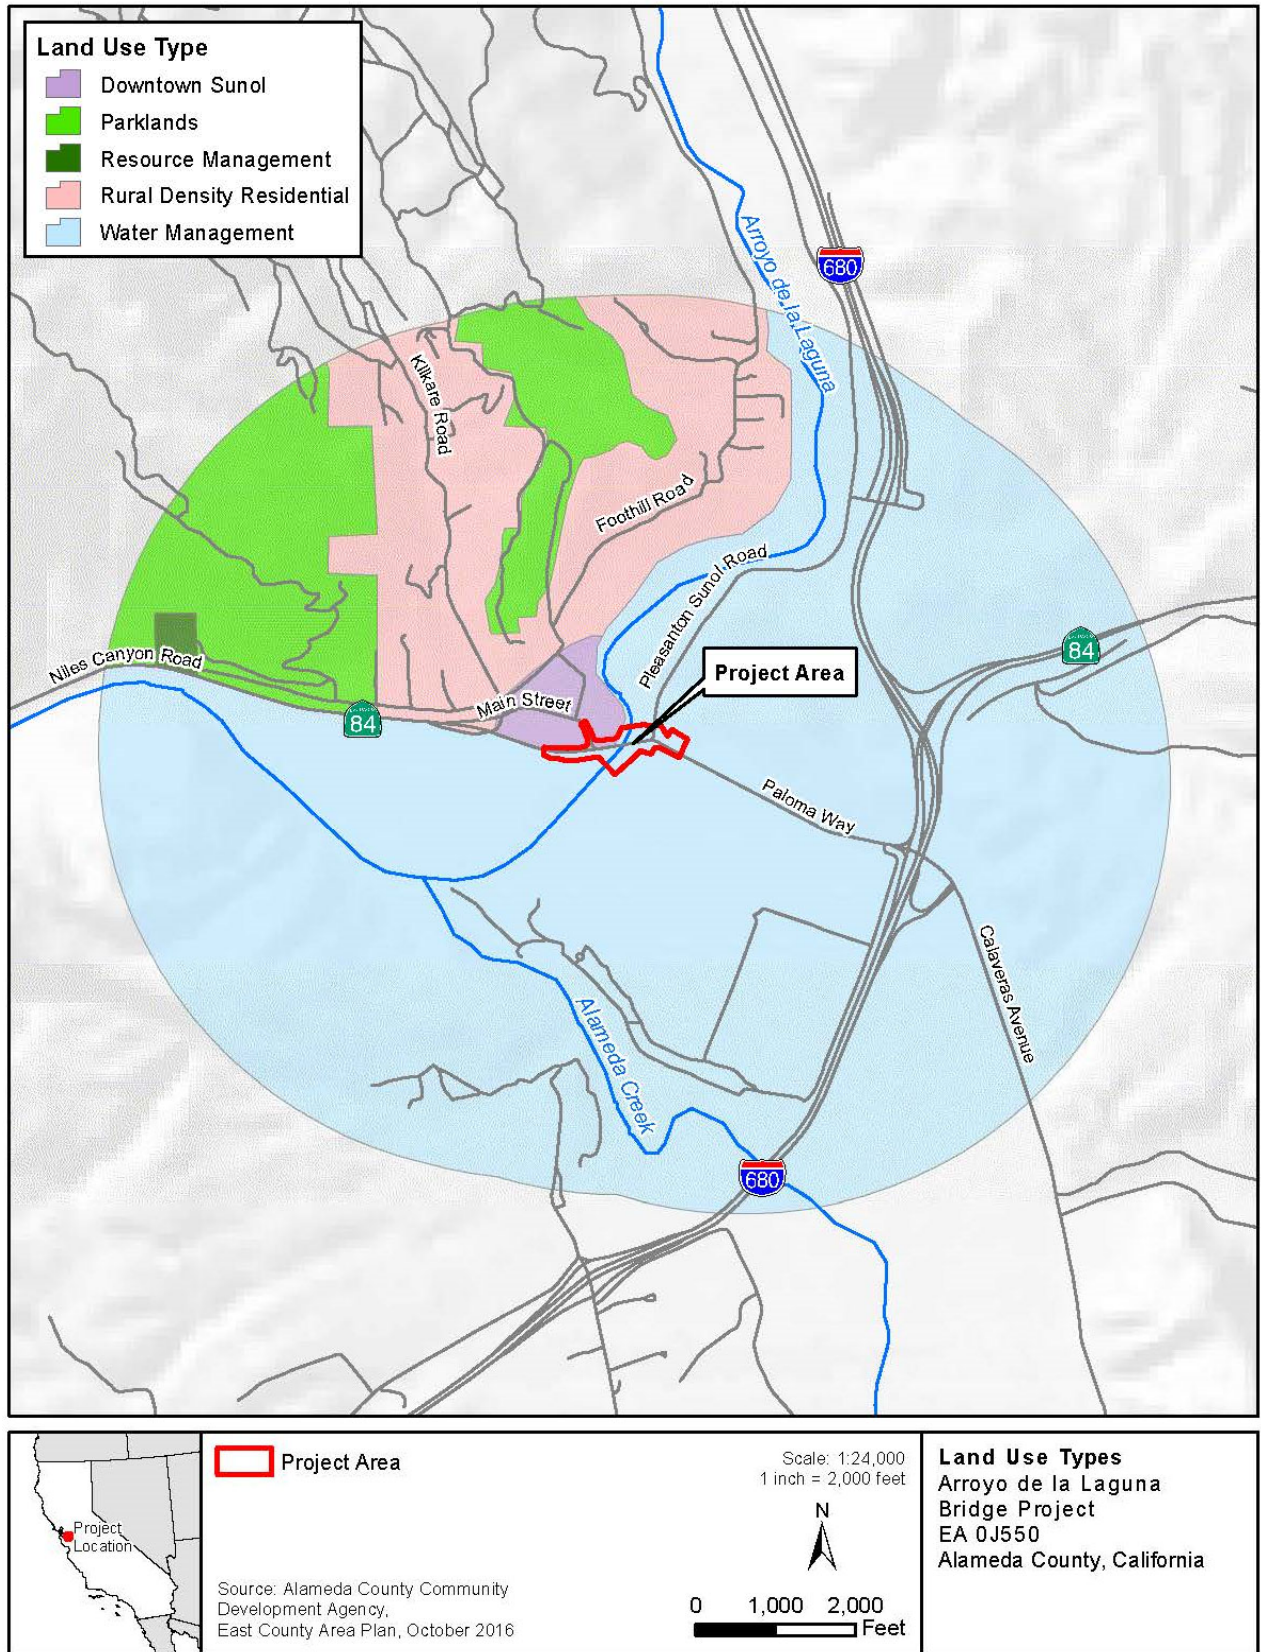 Land Use Type
Downtown Sunol
Parklands
Resource Management
Rural Density Residential
Water Management
680
Arroyo de la Laguna
Kilkare Road
Foothill Road
Pleasanton Sunol Road
84
Niles Canyon Road
Project Area
Main Street
84
Paloma Way
Calaveras Avenue
Alameda Creek
680
Project
Location
Project Area
Source: Alameda County Community
Development Agency,
East County Area Plan, October 2016
Scale: 1:24,000
1 inch = 2,000 feet
N
0 1,000 2,000
Feet
Land Use Types
Arroyo de la Laguna
Bridge Project
EA 0J550
Alameda County, California